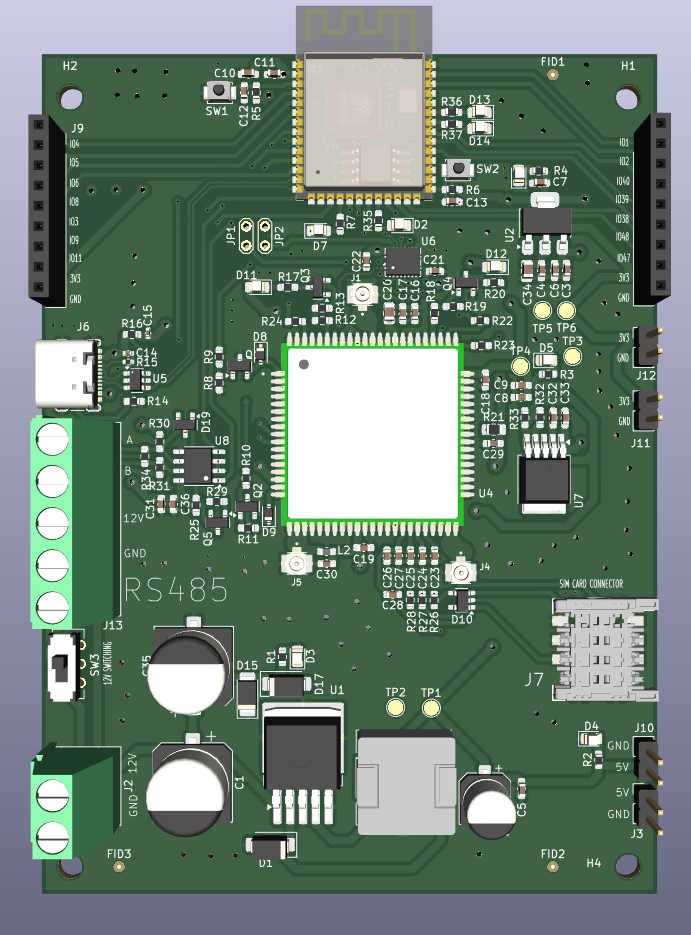 H2
C10
C11
FID1
H1
SW1
C12
R5
R36
D13
R37
D14
J9
IO4
IO5
IO6
IO8
IO3
IO9
IO11
3V3
GND
IO1
IO2
IO40
IO39
IO38
IO48
IO47
3V3
GND
SW2
R4
C7
R6
C13
JP1
JP2
D7
R7
R35
D2
U6
U2
C22
C21
D12
D11
R17
J1
C20
C17
C16
R18
Q4
R20
C34
C4
C6
C3
R13
R12
R24
R19
R22
TP5
TP6
J6
R16
C15
C14
R15
U5
R14
D8
R9
R8
R23
TP4
D5
TP3
R3
3V3
GND
J12
C18
C9
C8
R32
C32
C33
R33
3V3
GND
J11
R30
D19
A
U8
R21
C29
R34
B
R31
R10
R29
Q2
U4
U7
C31
C36
R25
Q5
R11
D9
12V
GND
L2
C19
C30
J5
J4
C26
C27
C25
C24
C23
C28
R28
R27
R26
D10
RS485
J13
SIM CARD CONNECTOR
SW3
12V SWITCHING
C35
R1
D3
D15
D17
U1
TP2
TP1
J7
D4
R2
J10
GND
5V
5V
GND
J3
J2
12V
GND
C1
C5
D1
FID3
FID2
H4